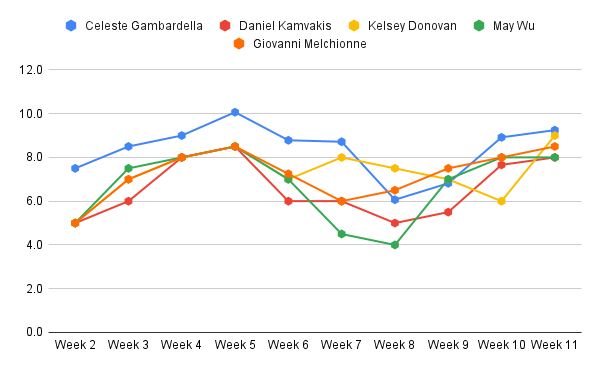 Celeste Gambardella Daniel Kamvakis Kelsey Donovan May Wu
Giovanni Melchionne
12.0
10.0
8.0
6.0
4.0
2.0
0.0
Week 2 Week 3 Week 4 Week 5 Week 6 Week 7 Week 8 Week 9 Week 10 Week 11